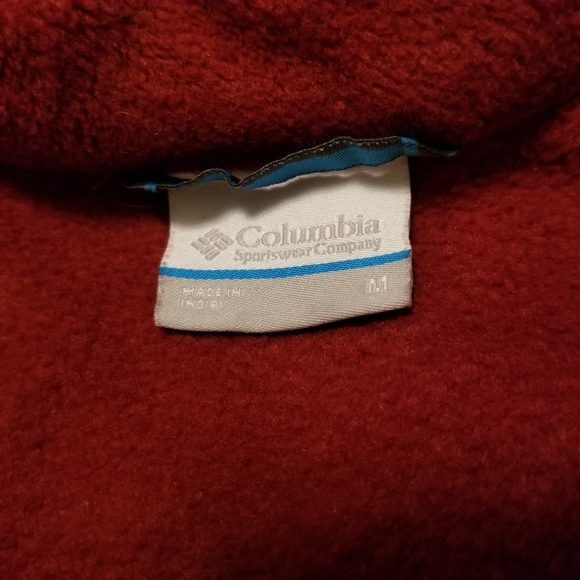 Columbia
Sportswear Company
MADE IN
INDIA
M